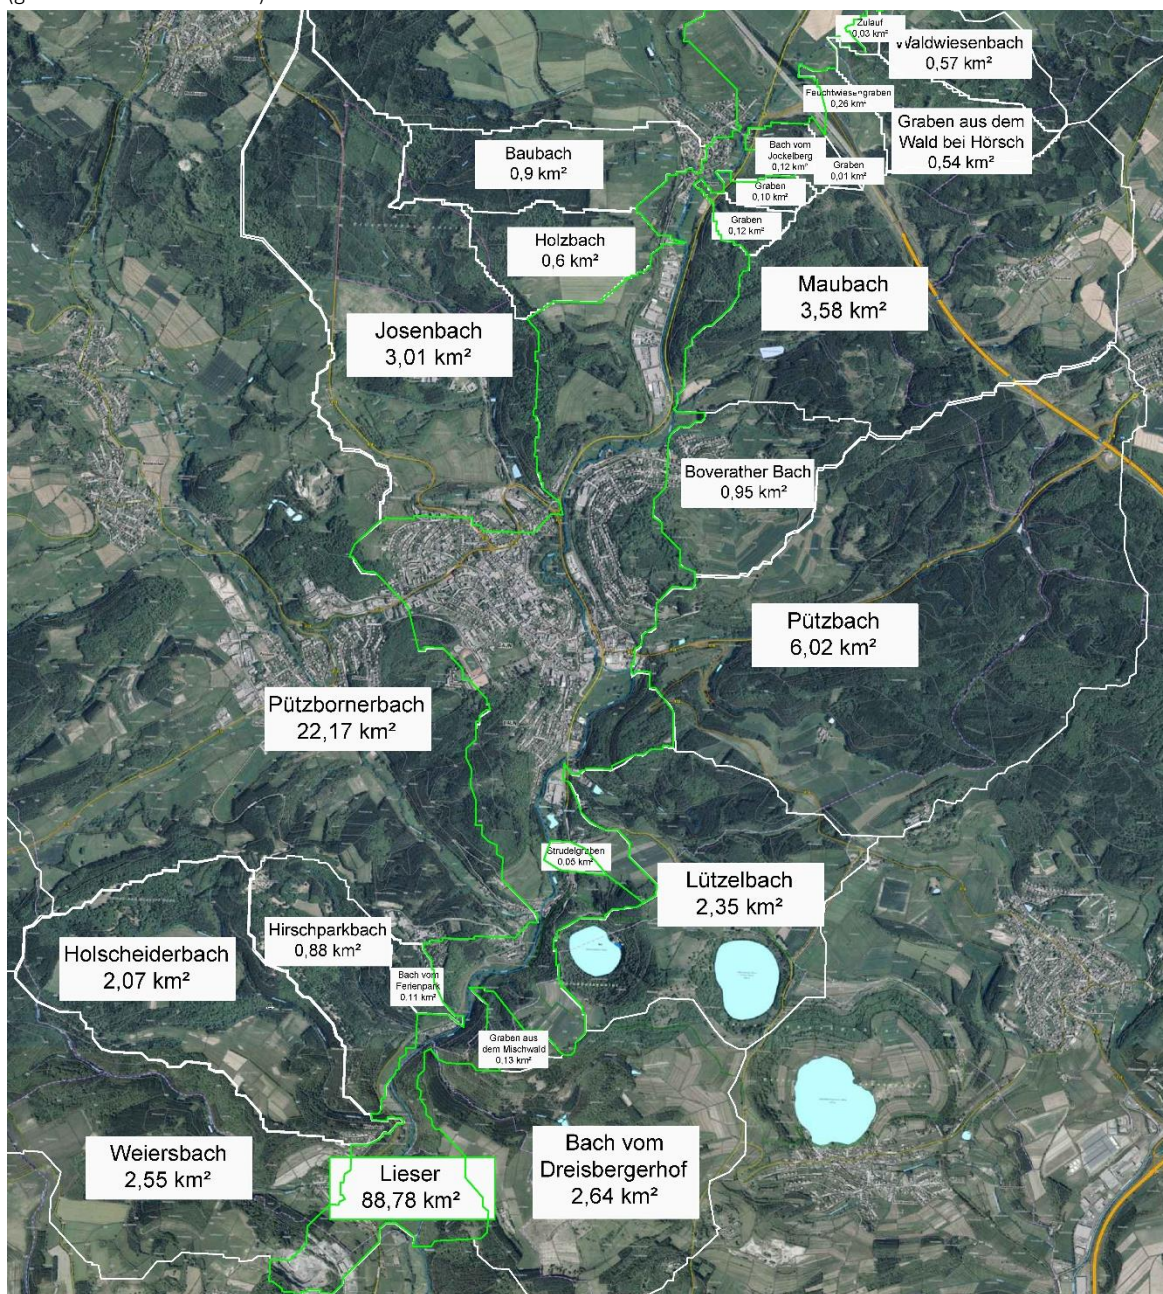 Zulauf
0,03 km²
Waldwiesenbach
0,57 km²
Feuchtwiesengraben
0,26 km²
Graben aus dem
Wald bei Hörsch
0,54 km²
Baubach
0,9 km²
Bach vom
Jockelberg
0,12 km²
Graben
0,01 km²
Graben
0,10 km²
Graben
0,12 km²
Holzbach
0,6 km²
Maubach
3,58 km²
Josenbach
3,01 km²
Boverather Bach
0,95 km²
Pützbach
6,02 km²
Pützbornerbach
22,17 km²
Strudelgraben
0,05 km²
Lützelbach
2,35 km²
Hirschparkbach
0,88 km²
Holscheiderbach
2,07 km²
Bach vom
Ferienpark
0,11 km²
Graben aus
dem Mischwald
0,13 km²
Weiersbach
2,55 km²
Bach vom
Dreisbergerhof
2,64 km²
Lieser
88,78 km²